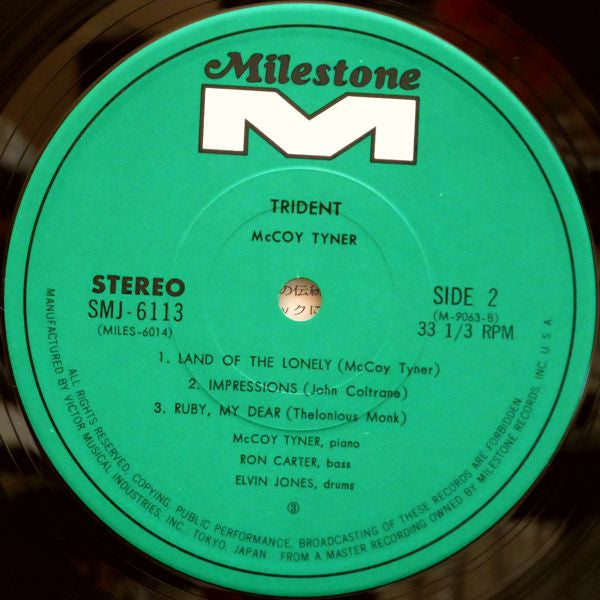 Milestone
M
TRIDENT
McCOY TYNER
STEREO
SMJ-6113
(MILES-6014)
の伝統
ックに
SIDE 2
(M-9063-B)
33 1/3 RPM
1. LAND OF THE LONELY (McCoy Tyner)
2. IMPRESSIONS (John Coltrane)
3. RUBY, MY DEAR (Thelonious Monk)
McCOY TYNER, piano
RON CARTER, bass
ELVIN JONES, drums
③
ALL RIGHTS RESERVED. COPYING, PUBLIC PERFORMANCE, BROADCASTING OF THESE RECORDS ARE FORBIDDEN
MANUFACTURED BY VICTOR MUSICAL INDUSTRIES, INC., TOKYO, JAPAN. FROM A MASTER RECORDING OWNED BY MILESTONE RECORDS, INC. U. S. A.